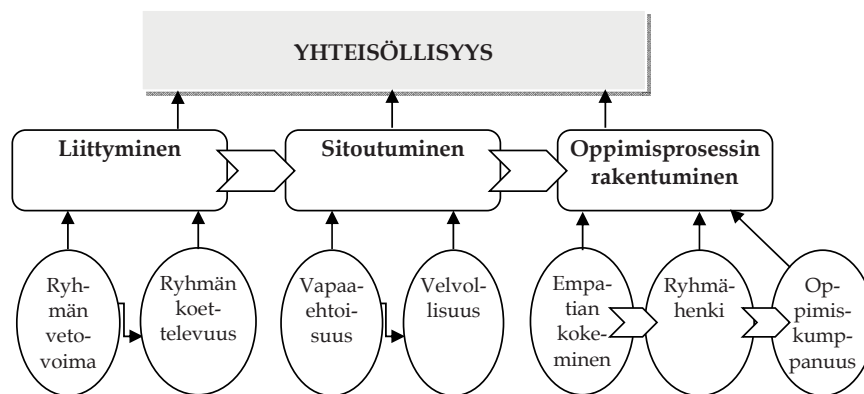 YHTEISÖLLISYYS
Liittyminen
Sitoutuminen
Oppimisprosessin
rakentuminen
Ryh-
män
veto-
voima
Ryhmän
koet-
televuus
Vapaa-
ehtoi-
suus
Velvol-
lisuus
Empa-
tian
koke-
minen
Ryhmä-
henki
Op-
pimis-
kump-
panuus